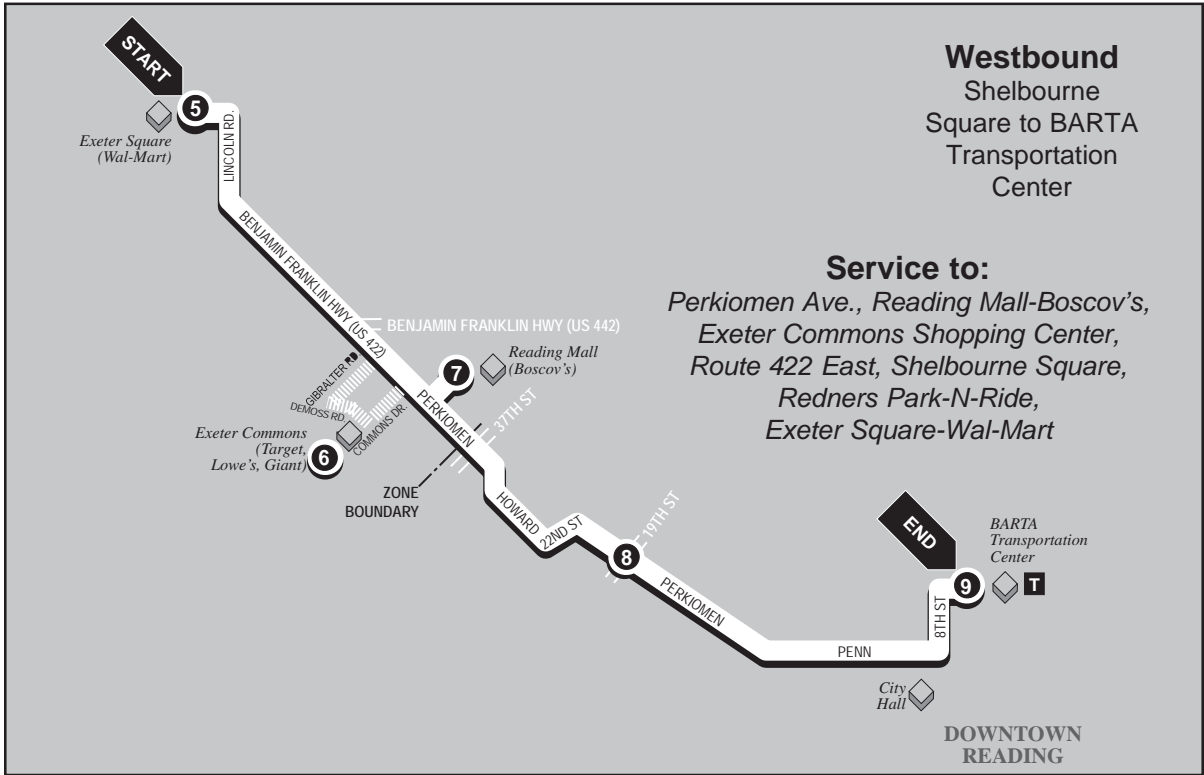 START
5
Exeter Square
(Wal-Mart)
LINCOLN RD.
BENJAMIN FRANKLIN HWY (US 422)
BENJAMIN FRANKLIN HWY (US 442)
GIBRALTER RD.
DEMOSS RD.
COMMONS DR.
Exeter Commons
(Target,
Lowe's, Giant)
6
7
Reading Mall
(Boscov's)
PERKIOMEN
37TH ST
ZONE
BOUNDARY
HOWARD
22ND ST
8
19TH ST
PERKIOMEN
PENN
8TH ST
END
9
BARTA
Transportation
Center
T
City
Hall
DOWNTOWN
READING
Westbound
Shelbourne
Square to BARTA
Transportation
Center
Service to:
Perkiomen Ave., Reading Mall-Boscov's,
Exeter Commons Shopping Center,
Route 422 East, Shelbourne Square,
Redners Park-N-Ride,
Exeter Square-Wal-Mart